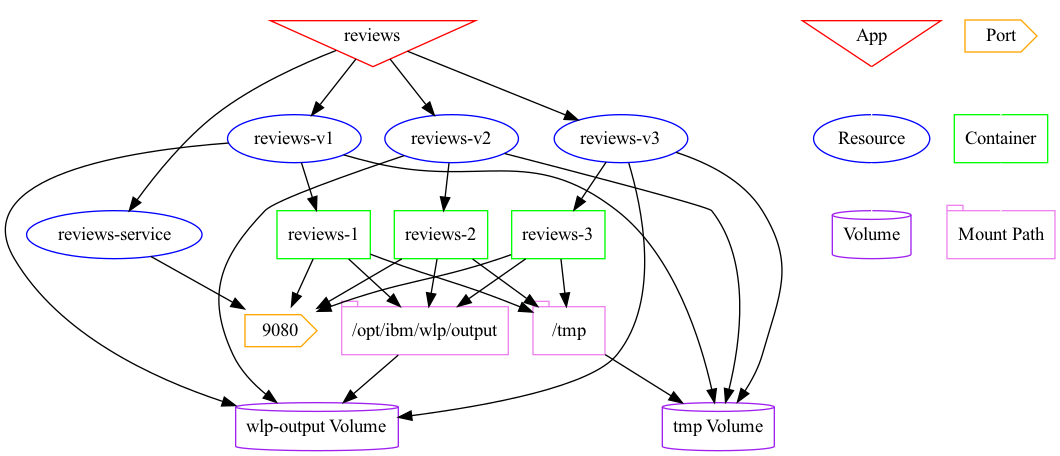 reviews
App
Port
reviews-v1
reviews-v2
reviews-v3
Resource
Container
reviews-service
reviews-1
reviews-2
reviews-3
Volume
Mount Path
9080
/opt/ibm/wlp/output
/tmp
wlp-output Volume
tmp Volume